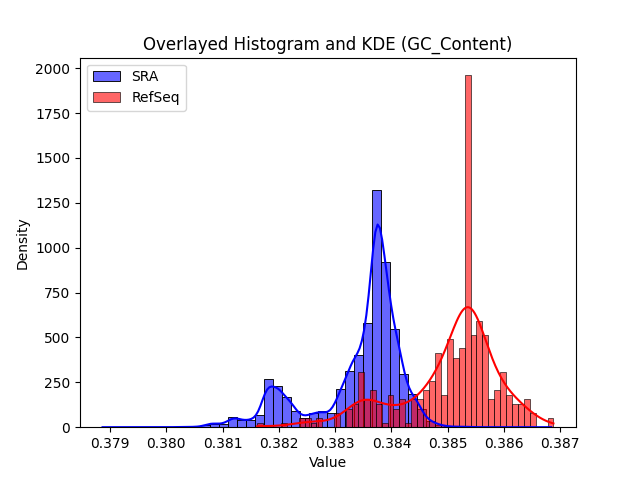 Overlayed Histogram and KDE (GC_Content)
SRA
RefSeq
2000
1750
1500
1250
1000
750
500
250
0
Density
0.379 0.380 0.381 0.382 0.383 0.384 0.385 0.386 0.387
Value